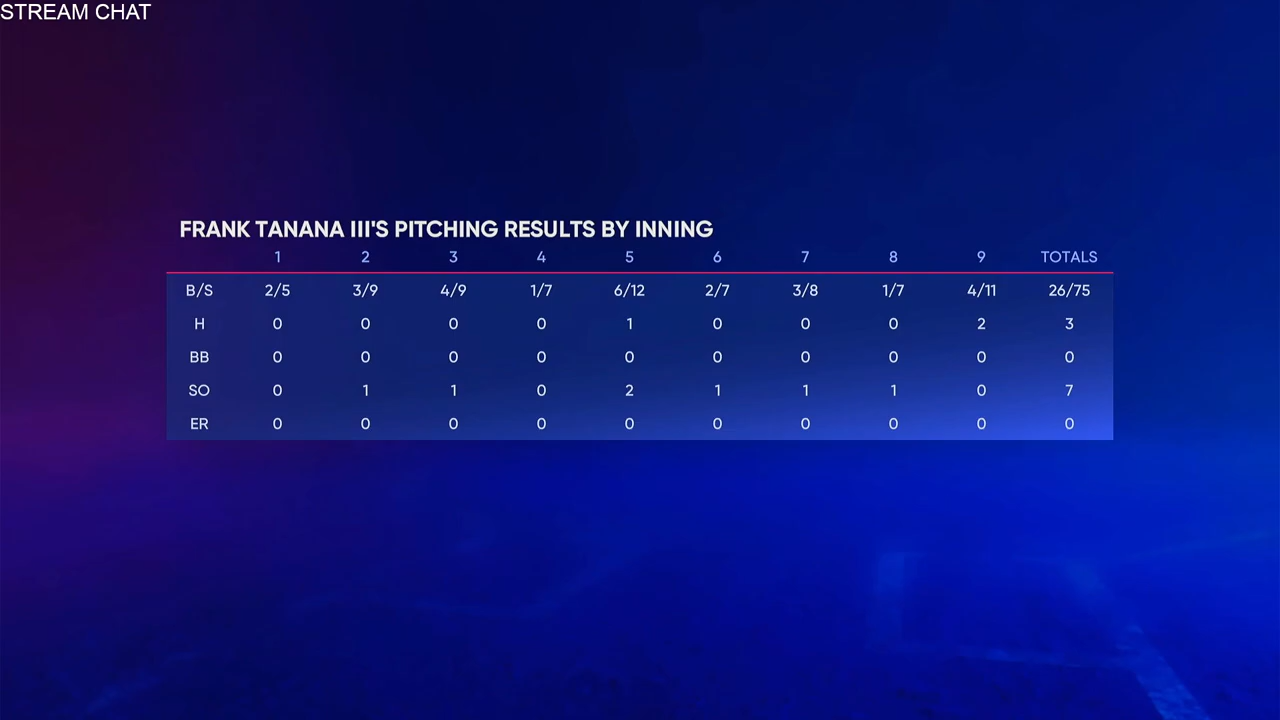 STREAM CHAT
FRANK TANANA III'S PITCHING RESULTS BY INNING
1 2 3 4 5 6 7 8 9 TOTALS
B/S 2/5 3/9 4/9 1/7 6/12 2/7 3/8 1/7 4/11 26/75
H 0 0 0 0 1 0 0 0 2 3
BB 0 0 0 0 0 0 0 0 0 0
SO 0 1 1 0 2 1 1 1 0 7
ER 0 0 0 0 0 0 0 0 0 0